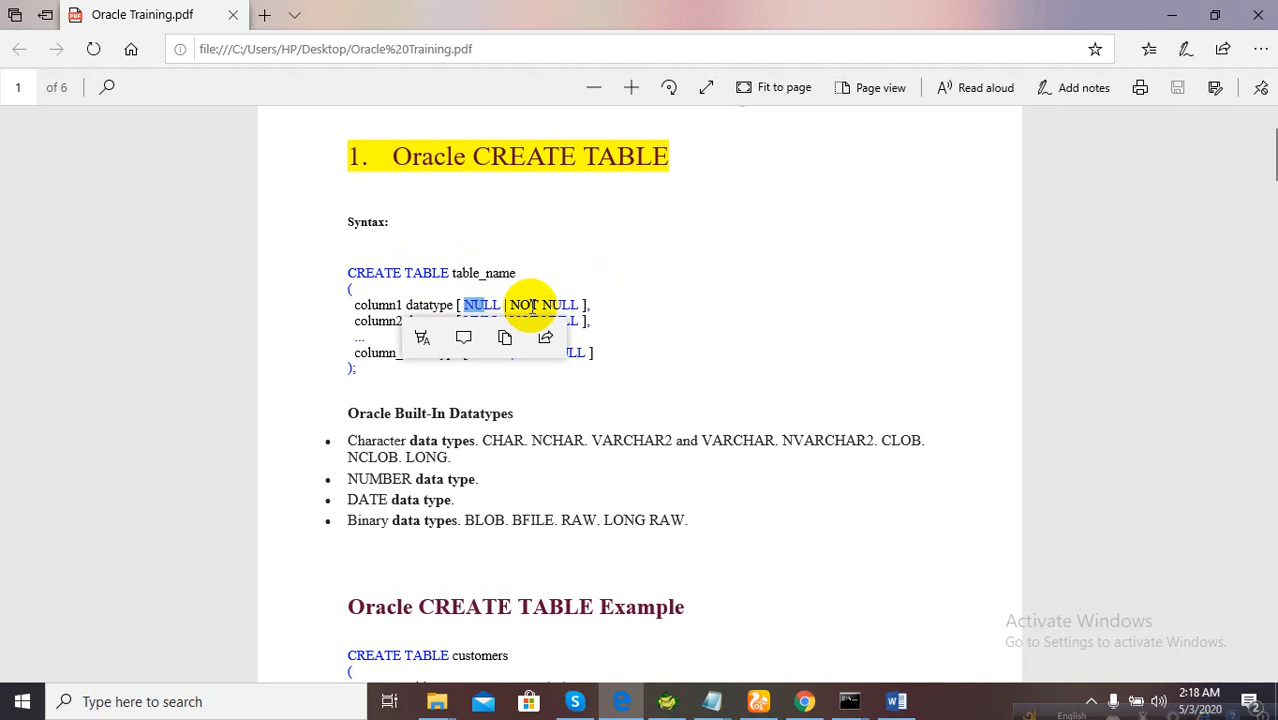 Oracle Training.pdf
file:///C:/Users/HP/Desktop/Oracle%20Training.pdf
1 of 6
Fit to page
Page view
Read aloud
Add notes
1. Oracle CREATE TABLE
Syntax:
CREATE TABLE table_name
(
column1 datatype [ NULL | NOT NULL ],
column2 ],
...
column_ ULL ]
);
Oracle Built-In Datatypes
• Character data types. CHAR. NCHAR. VARCHAR2 and VARCHAR. NVARCHAR2. CLOB.
NCLOB. LONG.
• NUMBER data type.
• DATE data type.
• Binary data types. BLOB. BFILE. RAW. LONG RAW.
Oracle CREATE TABLE Example
CREATE TABLE customers
(
Activate Windows
Go to Settings to activate Windows.
Type here to search
2:18 AM
5/3/2020
2
English